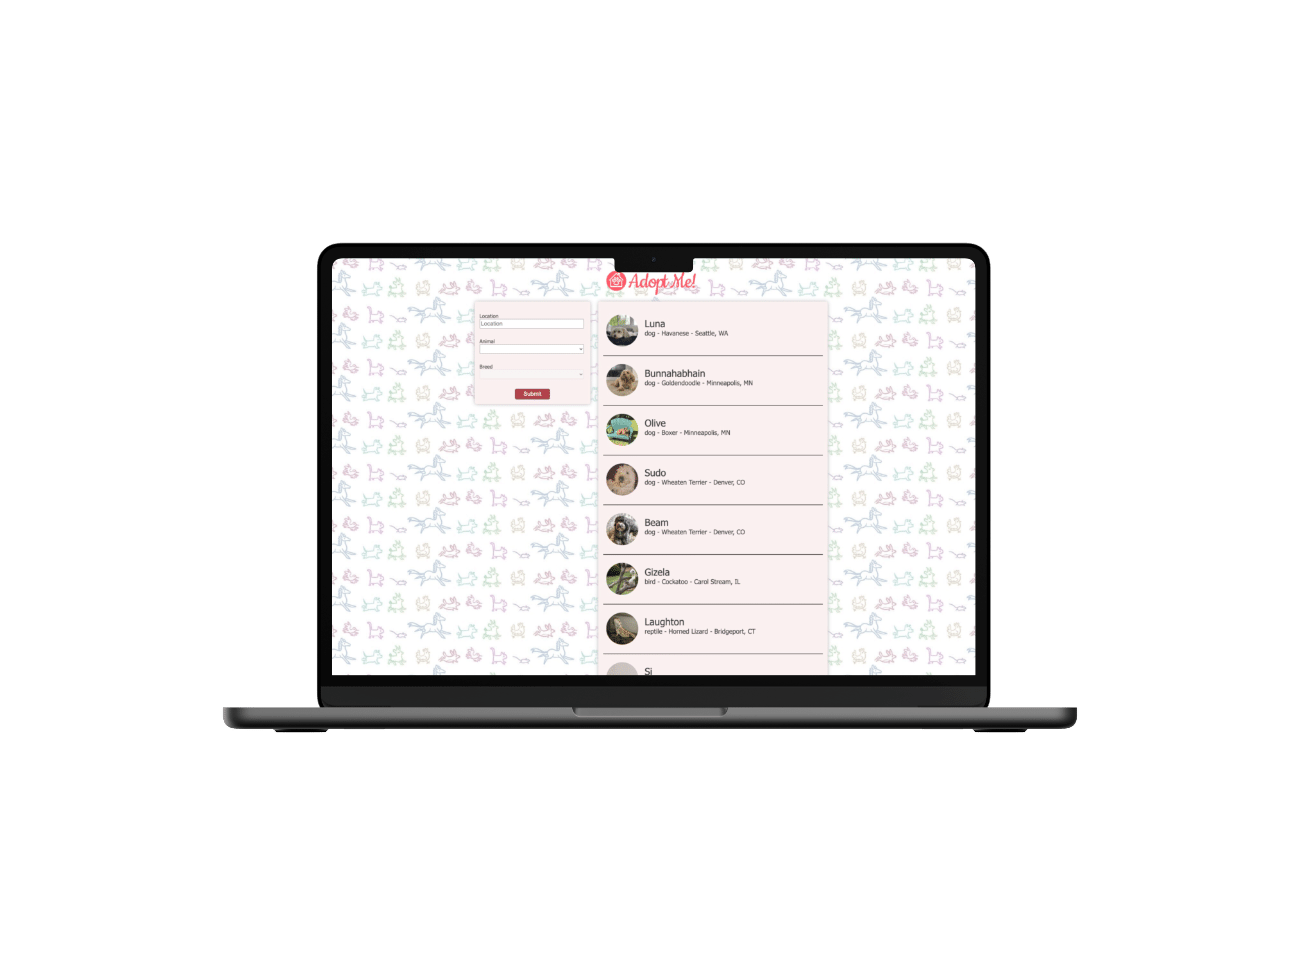 Adopt Me!
Location
Location
Animal
Breed
Submit
Luna
dog - Havanese - Seattle, WA
Bunnahabhain
dog - Goldendoodle - Minneapolis, MN
Olive
dog - Boxer - Minneapolis, MN
Sudo
dog - Wheaten Terrier - Denver, CO
Beam
dog - Wheaten Terrier - Denver, CO
Gizela
bird - Cockatoo - Carol Stream, IL
Laughton
reptile - Horned Lizard - Bridgeport, CT
Si